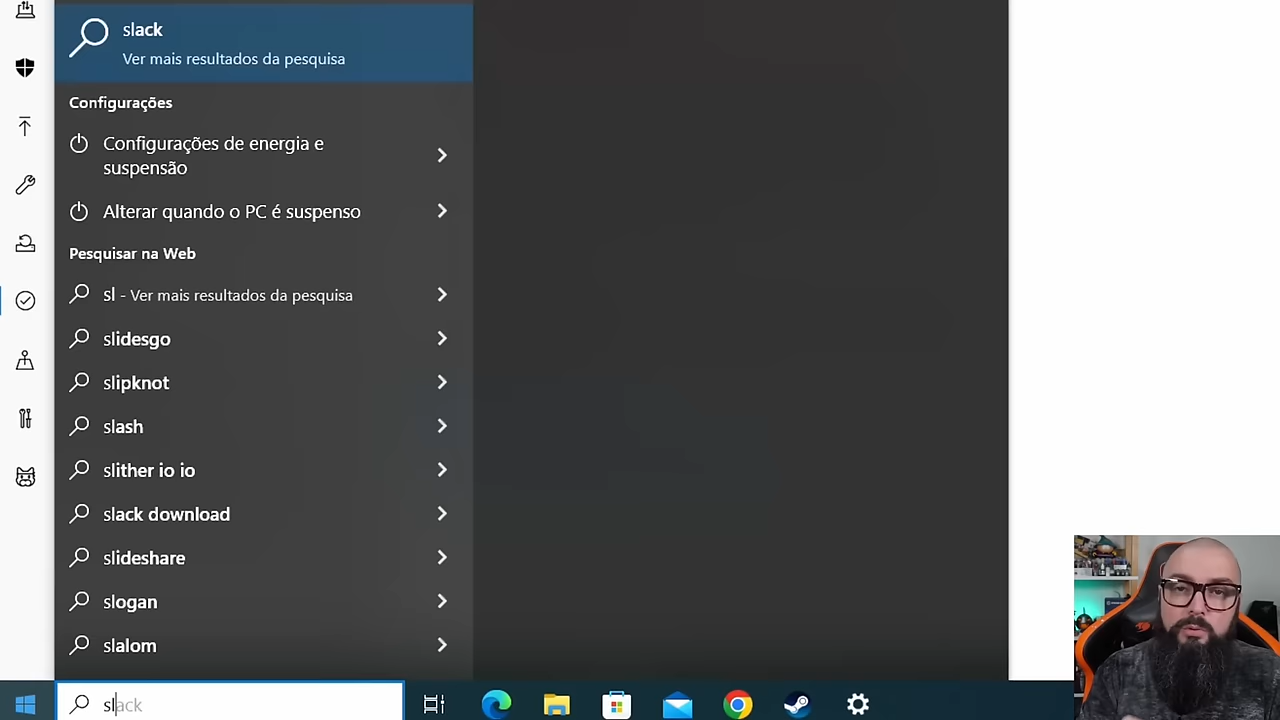 slack
Ver mais resultados da pesquisa
Configurações
Configurações de energia e
suspensão
Alterar quando o PC é suspenso
Pesquisar na Web
sl - Ver mais resultados da pesquisa
slidesgo
slipknot
slash
slither io io
slack download
slideshare
slogan
slalom
slack